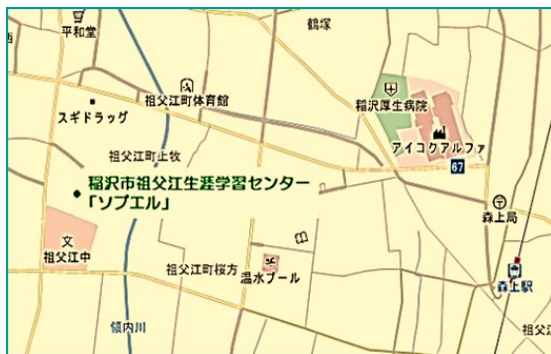 平和堂
鶴塚
西
祖父江町体育館
稲沢厚生病院
スギドラッグ
アイコクアルファ
祖父江町上牧
67
稲沢市祖父江生涯学習センター
「ソプエル」
森上局
文
祖父江中
祖父江町桜方
温水プール
森上駅
領内川
祖父江